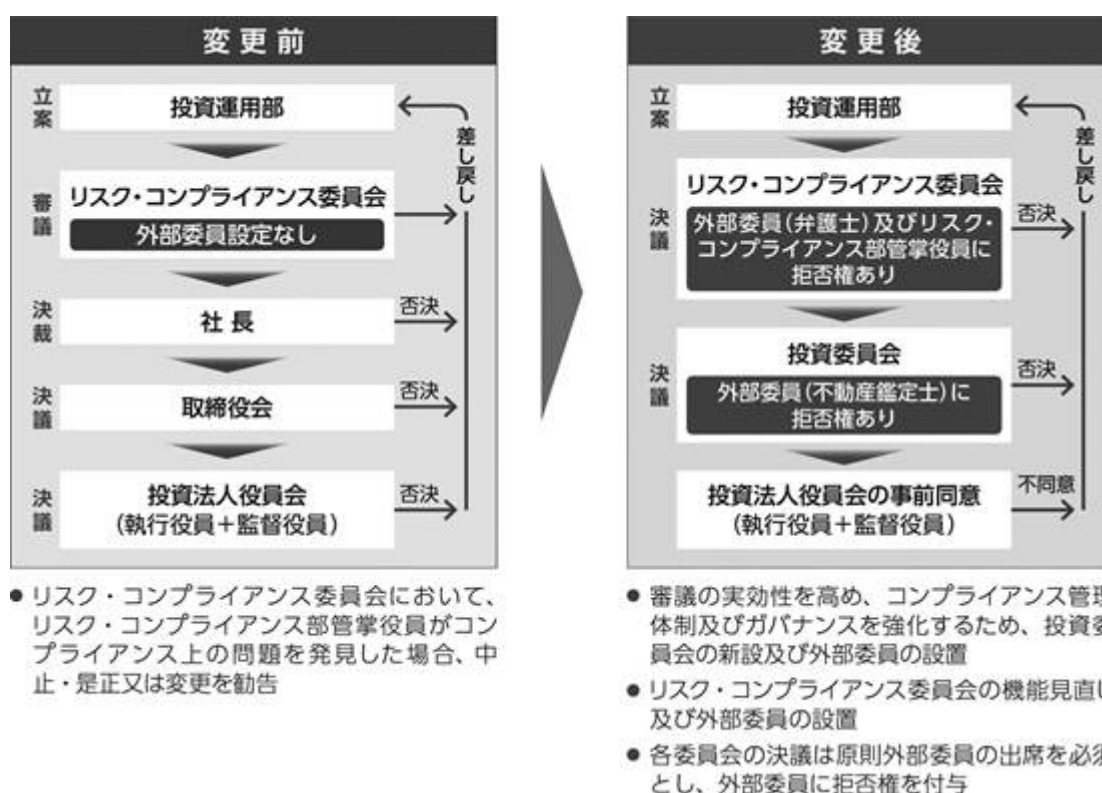 変更前
立案
投資運用部
差し戻し
審議
リスク・コンプライアンス委員会
外部委員設定なし
決裁
社長
否決
決議
取締役会
否決
決議
投資法人役員会
(執行役員+監督役員)
否決
● リスク・コンプライアンス委員会において、
リスク・コンプライアンス部管掌役員がコン
プライアンス上の問題を発見した場合、中
止・是正又は変更を勧告
変更後
立案
投資運用部
差し戻し
決議
リスク・コンプライアンス委員会
外部委員(弁護士)及びリスク・
コンプライアンス部管掌役員に
拒否権あり
否決
決議
投資委員会
外部委員(不動産鑑定士)に
拒否権あり
否決
投資法人役員会の事前同意
(執行役員+監督役員)
不同意
● 審議の実効性を高め、コンプライアンス管理
体制及びガバナンスを強化するため、投資委
員会の新設及び外部委員の設置
● リスク・コンプライアンス委員会の機能見直し
及び外部委員の設置
● 各委員会の決議は原則外部委員の出席を必須
とし、外部委員に拒否権を付与